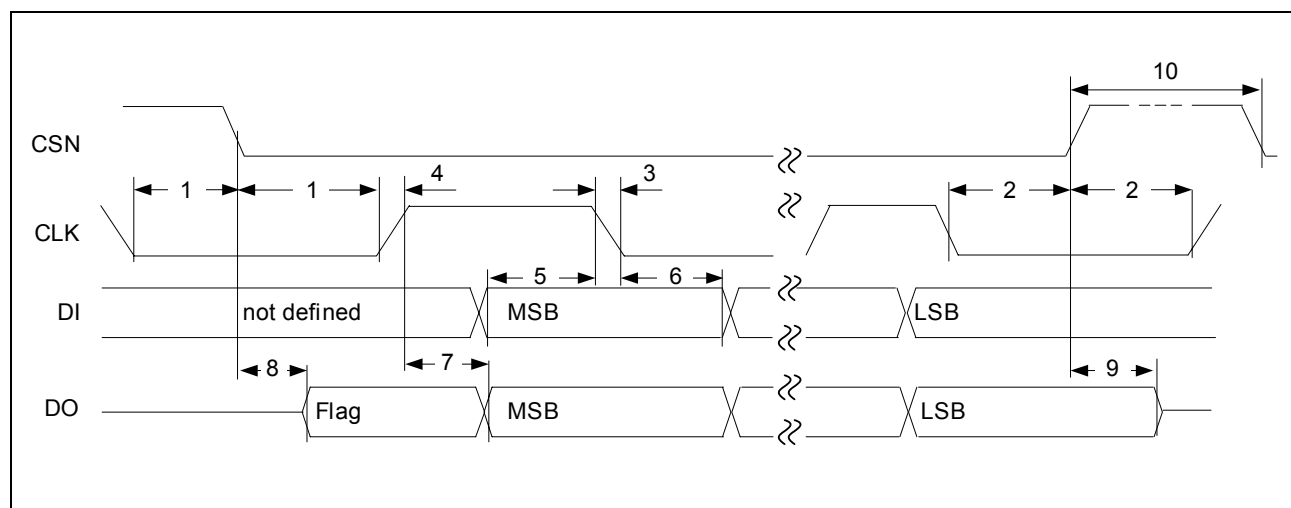 10
CSN
1 1 4 3 2 2
CLK
5 6
DI not defined MSB LSB
8 7 9
DO Flag MSB LSB